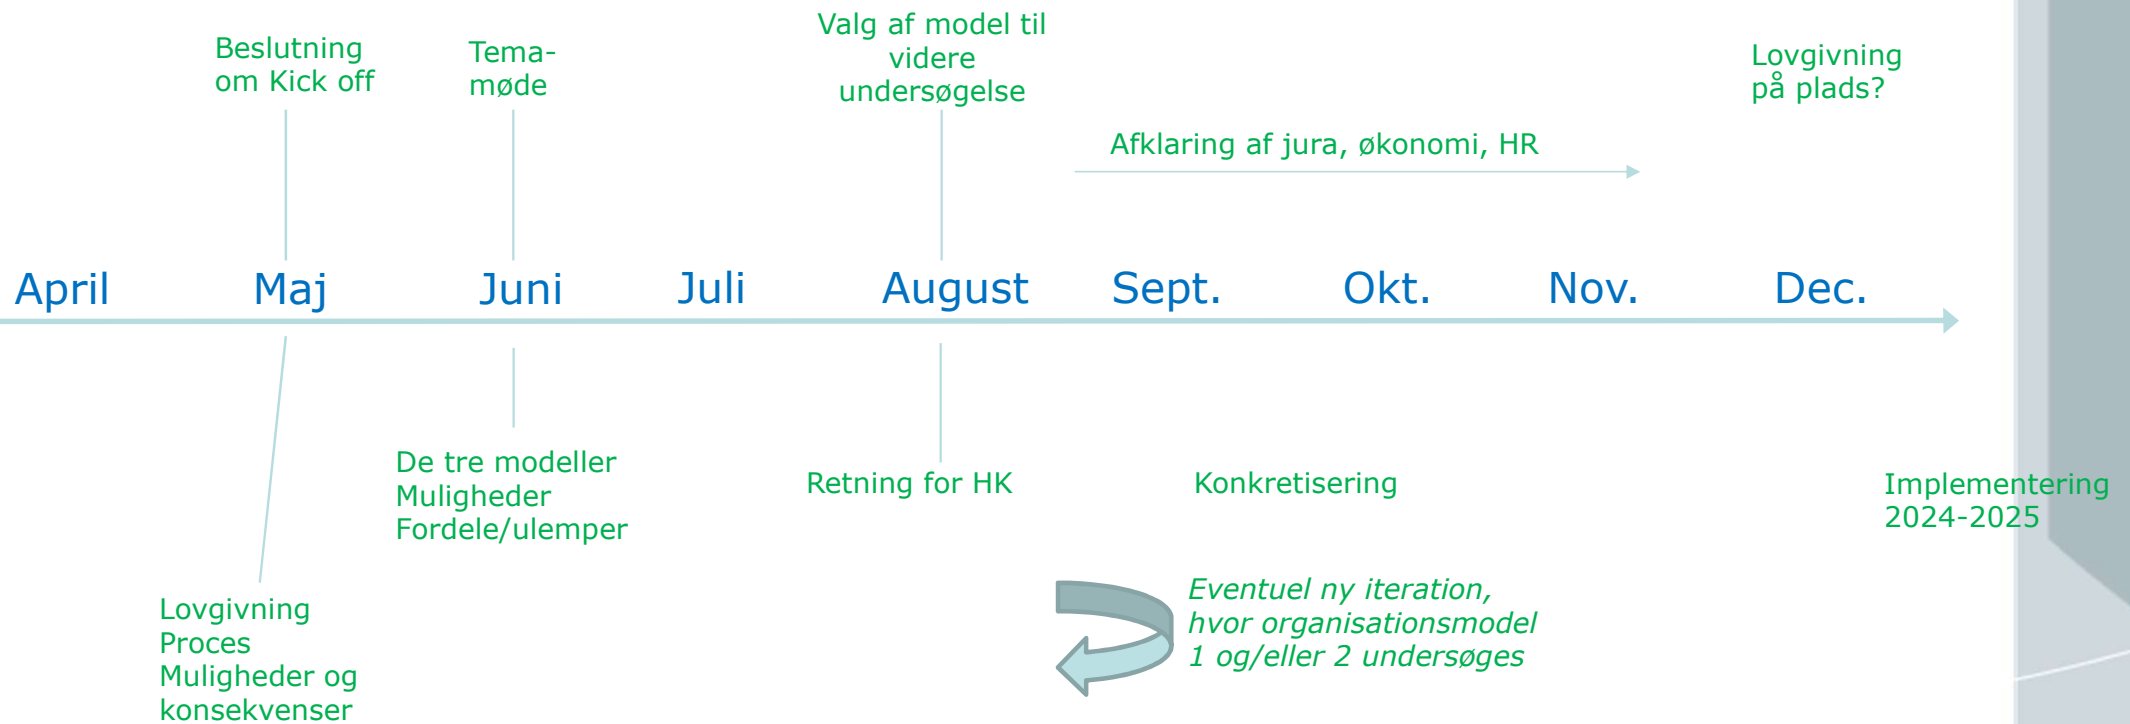 Beslutning
om Kick off
Tema-
møde
Valg af model til
videre
undersøgelse
Lovgivning
på plads?
Afklaring af jura, økonomi, HR
April
Maj
Juni
Juli
August
Sept.
Okt.
Nov.
Dec.
De tre modeller
Muligheder
Fordele/ulemper
Retning for HK
Konkretisering
Implementering
2024-2025
Lovgivning
Proces
Muligheder og
konsekvenser
Eventuel ny iteration,
hvor organisationsmodel
1 og/eller 2 undersøges